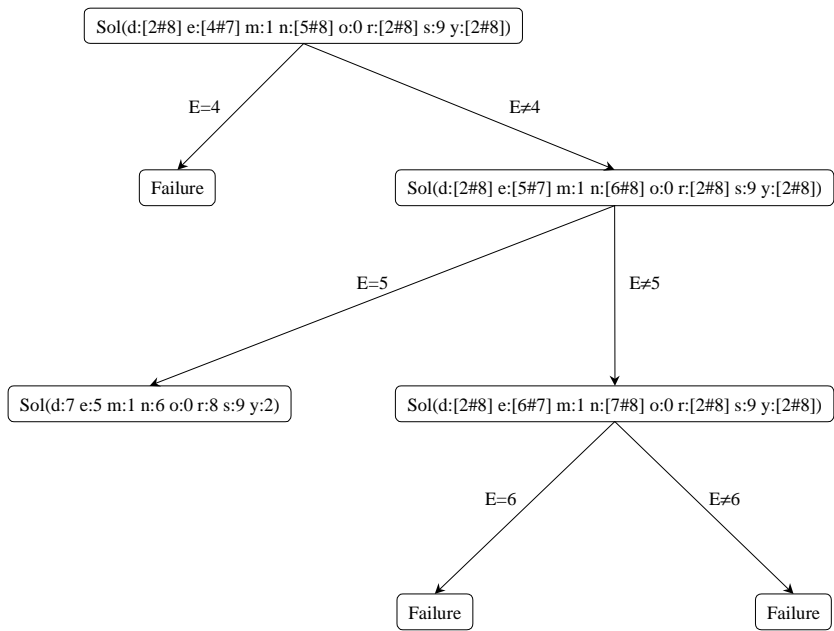 Sol(d:[2#8] e:[4#7] m:1 n:[5#8] o:0 r:[2#8] s:9 y:[2#8])
E=4
E≠4
Failure
Sol(d:[2#8] e:[5#7] m:1 n:[6#8] o:0 r:[2#8] s:9 y:[2#8])
E=5
E≠5
Sol(d:7 e:5 m:1 n:6 o:0 r:8 s:9 y:2)
Sol(d:[2#8] e:[6#7] m:1 n:[7#8] o:0 r:[2#8] s:9 y:[2#8])
E=6
E≠6
Failure
Failure